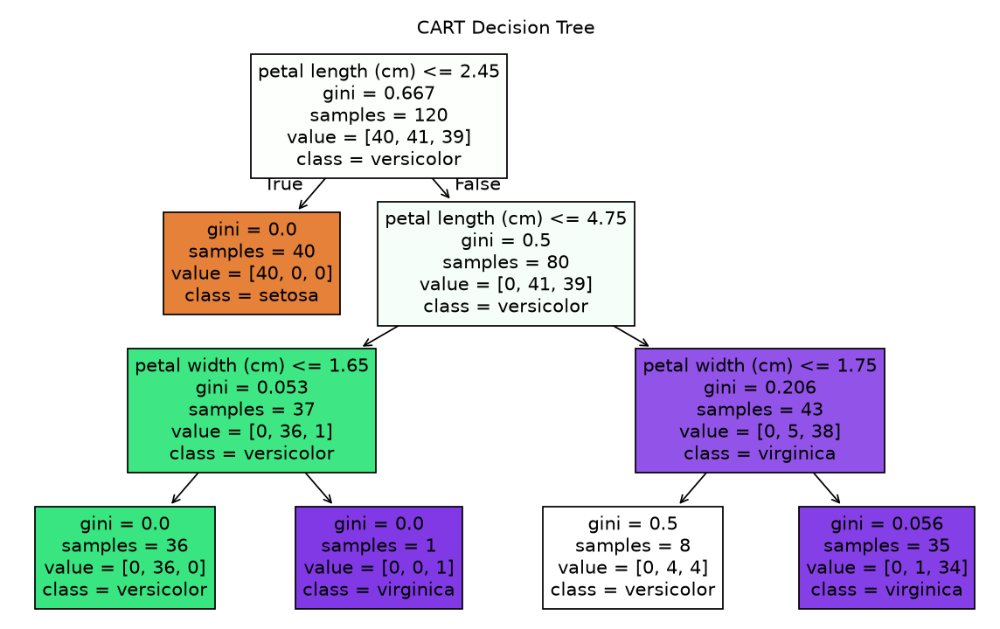 CART Decision Tree
petal length (cm) <= 2.45
gini = 0.667
samples = 120
value = [40, 41, 39]
class = versicolor
True
False
gini = 0.0
samples = 40
value = [40, 0, 0]
class = setosa
petal length (cm) <= 4.75
gini = 0.5
samples = 80
value = [0, 41, 39]
class = versicolor
petal width (cm) <= 1.65
gini = 0.053
samples = 37
value = [0, 36, 1]
class = versicolor
petal width (cm) <= 1.75
gini = 0.206
samples = 43
value = [0, 5, 38]
class = virginica
gini = 0.0
samples = 36
value = [0, 36, 0]
class = versicolor
gini = 0.0
samples = 1
value = [0, 0, 1]
class = virginica
gini = 0.5
samples = 8
value = [0, 4, 4]
class = versicolor
gini = 0.056
samples = 35
value = [0, 1, 34]
class = virginica